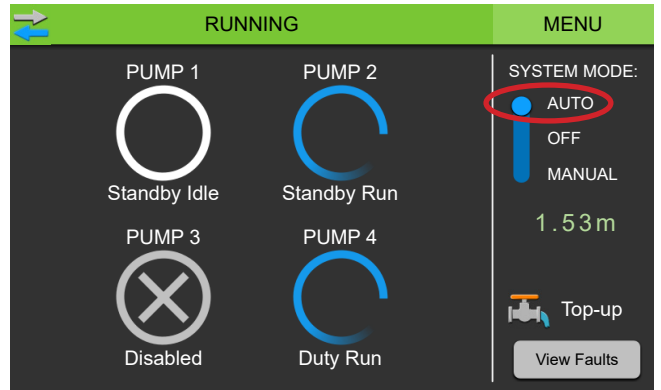 RUNNING
MENU
PUMP 1
PUMP 2
Standby Idle
Standby Run
PUMP 3
PUMP 4
Disabled
Duty Run
SYSTEM MODE:
AUTO
OFF
MANUAL
1.53m
Top-up
View Faults